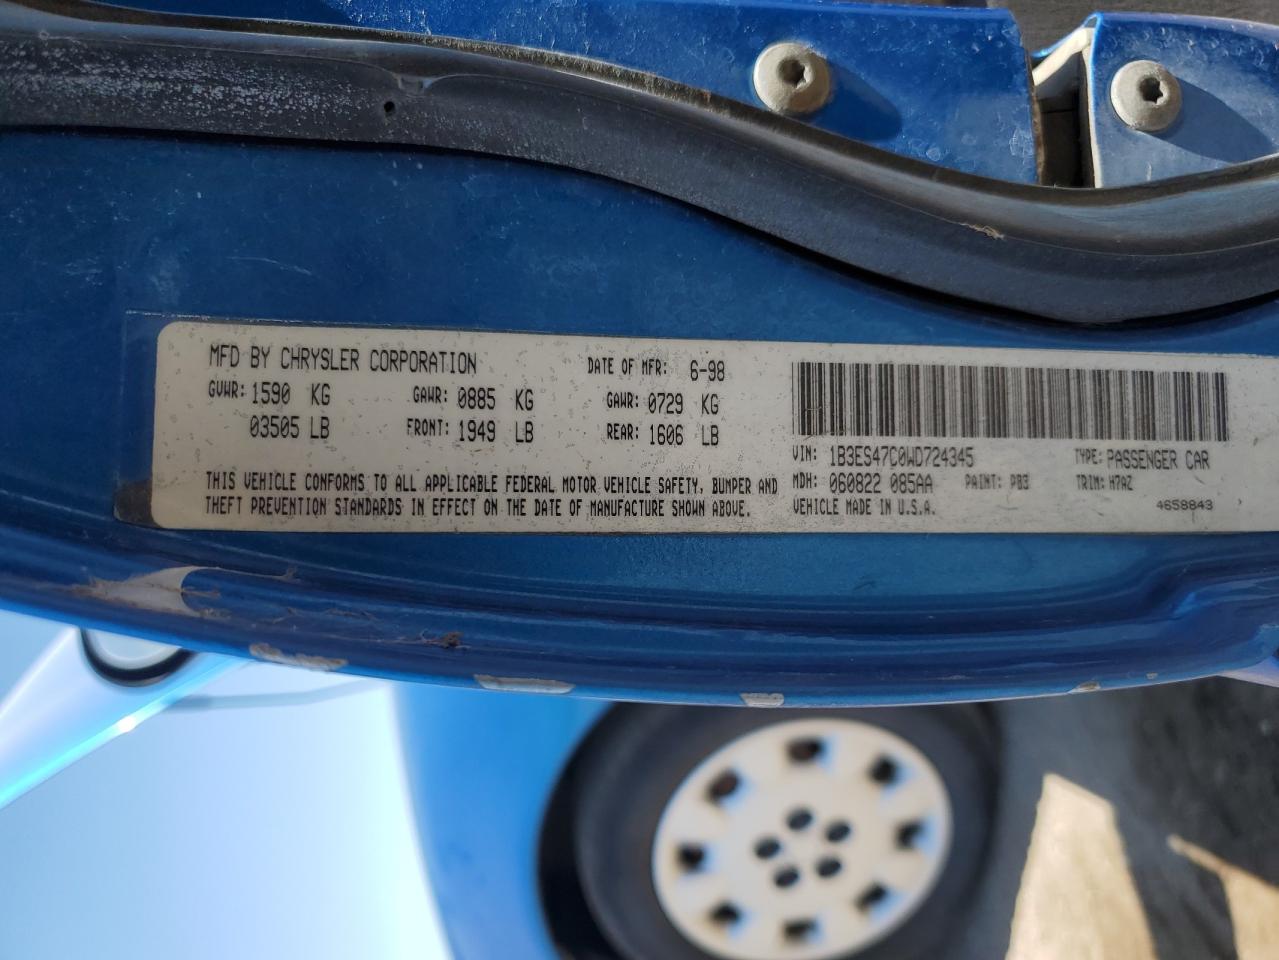 MFD BY CHRYSLER CORPORATION DATE OF MFR: 6-98
GVWR: 1590 KG GAWR: 0885 KG GAWR: 0729 KG
03505 LB FRONT: 1949 LB REAR: 1606 LB
THIS VEHICLE CONFORMS TO ALL APPLICABLE FEDERAL MOTOR VEHICLE SAFETY, BUMPER AND
THEFT PREVENTION STANDARDS IN EFFECT ON THE DATE OF MANUFACTURE SHOWN ABOVE.
VIN: 1B3ES47C0WD724345 TYPE: PASSENGER CAR
MDH: 060822 085AA PAINT: PB3 TRIM: H7AZ
VEHICLE MADE IN U.S.A. 4658843